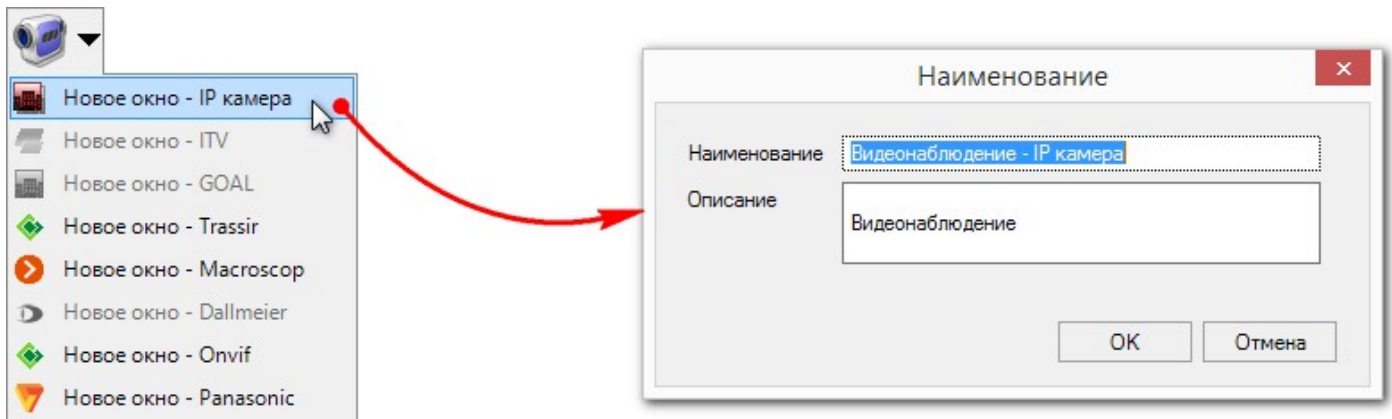 Новое окно - IP камера
Новое окно - ITV
Новое окно - GOAL
Новое окно - Trassir
Новое окно - Macroscop
Новое окно - Dallmeier
Новое окно - Onvif
Новое окно - Panasonic
Наименование
Наименование Видеонаблюдение - IP камера
Описание
Видеонаблюдение
OK Отмена